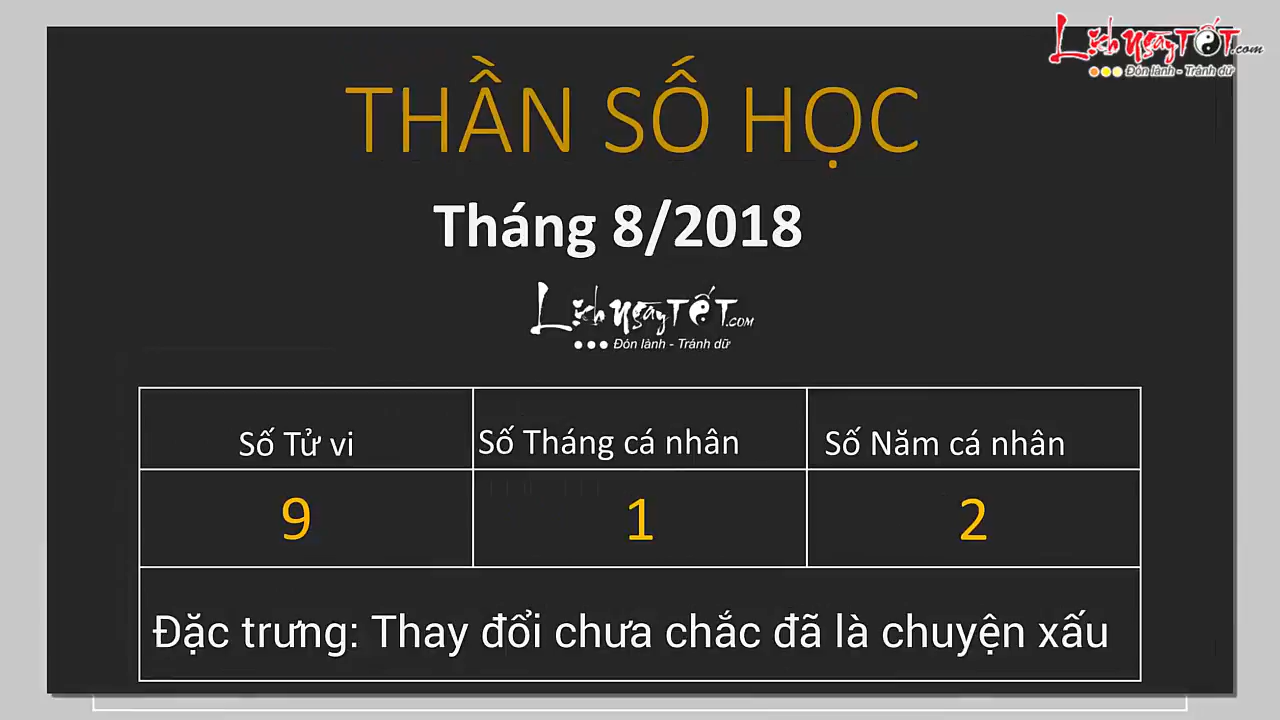 LịchNgàyTỐT.com
Đón lành - Tránh dữ
THẦN SỐ HỌC
Tháng 8/2018
LịchNgàyTỐT.COM
Đón lành - Tránh dữ
Số Tử vi Số Tháng cá nhân Số Năm cá nhân
9 1 2
Đặc trưng: Thay đổi chưa chắc đã là chuyện xấu